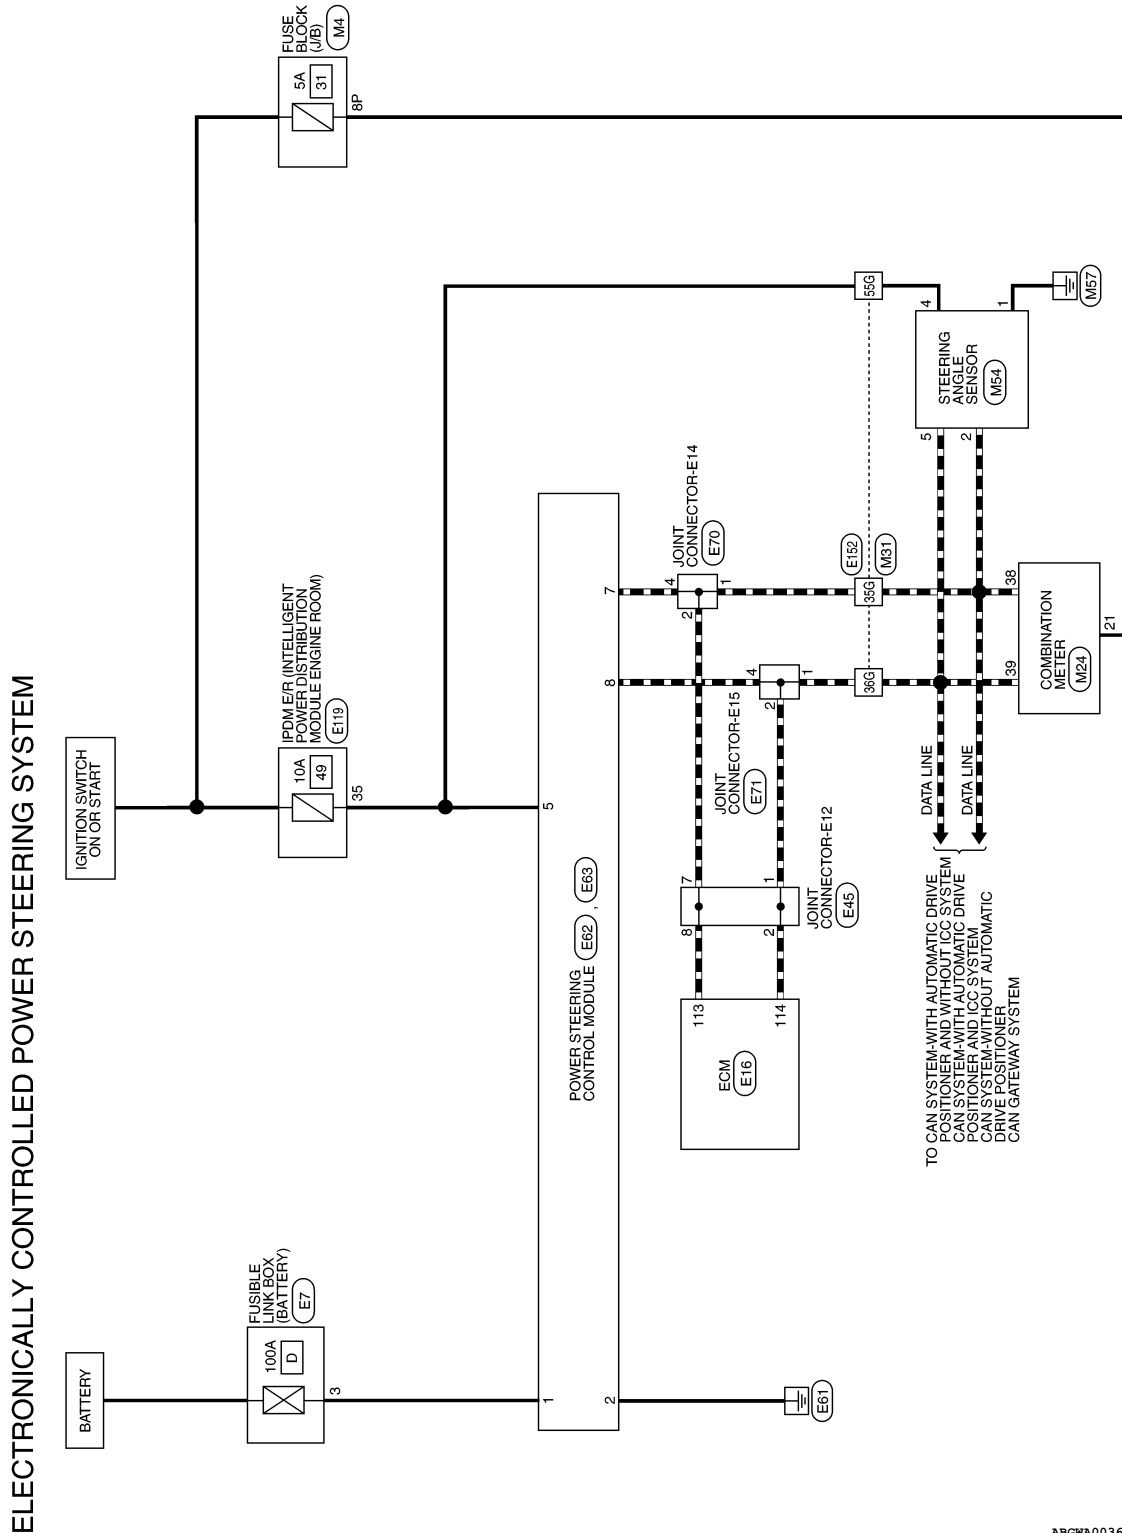 ELECTRONICALLY CONTROLLED POWER STEERING SYSTEM
BATTERY
FUSIBLE
LINK BOX
(BATTERY)
E7
100A
D
3
IGNITION SWITCH
ON OR START
IPDM E/R (INTELLIGENT
POWER DISTRIBUTION
MODULE ENGINE ROOM)
E119
10A
49
35
FUSE
BLOCK
(J/B)
M4
5A
31
8P
1
5
POWER STEERING
CONTROL MODULE
E62 , E63
2
8
7
E61
ECM
E16
113
114
8
7
2
1
JOINT
CONNECTOR-E12
E45
JOINT
CONNECTOR-E15
E71
2
4
1
JOINT
CONNECTOR-E14
E70
2
4
1
36G
35G
E152
M31
55G
4
1
STEERING
ANGLE
SENSOR
M54
5
2
M57
DATA LINE
DATA LINE
39
38
COMBINATION
METER
M24
21
TO CAN SYSTEM-WITH AUTOMATIC DRIVE
POSITIONER AND WITHOUT ICC SYSTEM
CAN SYSTEM-WITH AUTOMATIC DRIVE
POSITIONER AND ICC SYSTEM
CAN SYSTEM-WITHOUT AUTOMATIC
DRIVE POSITIONER
CAN GATEWAY SYSTEM